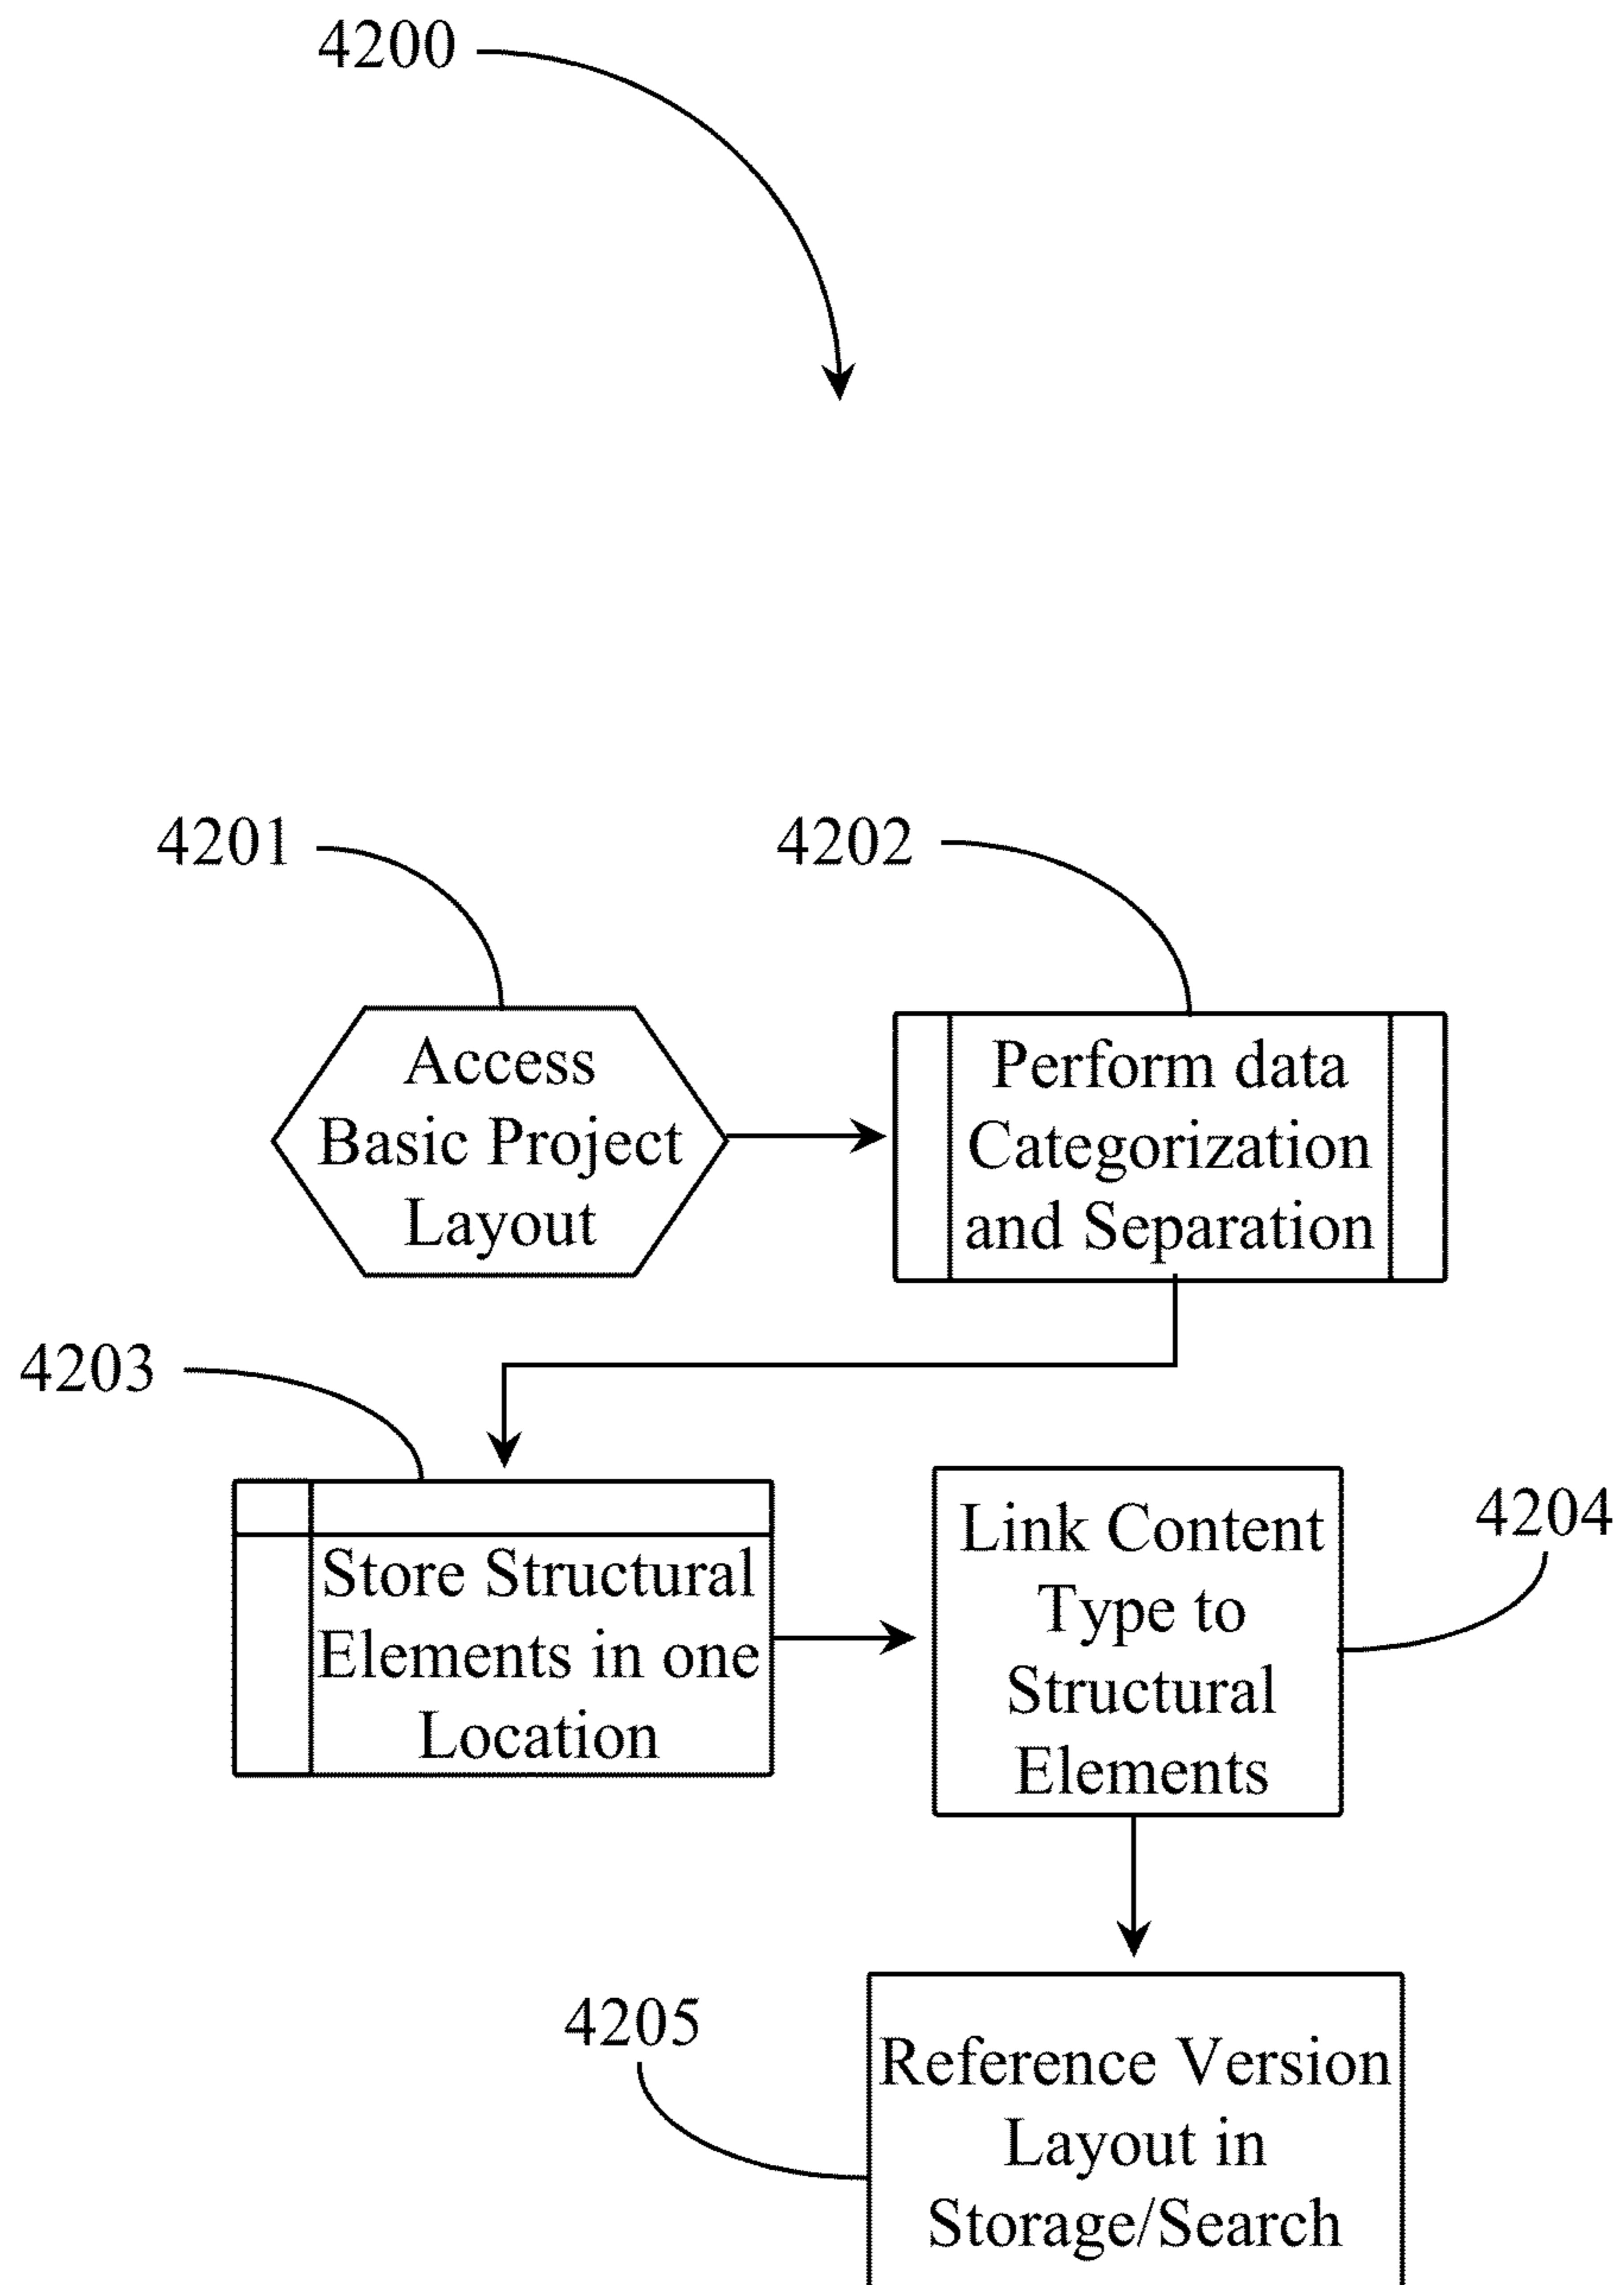 4200
4201
4202
Access
Basic Project
Layout
Perform data
Categorization
and Separation
4203
Store Structural
Elements in one
Location
4204
Link Content
Type to
Structural
Elements
4205
Reference Version
Layout in
Storage/Search